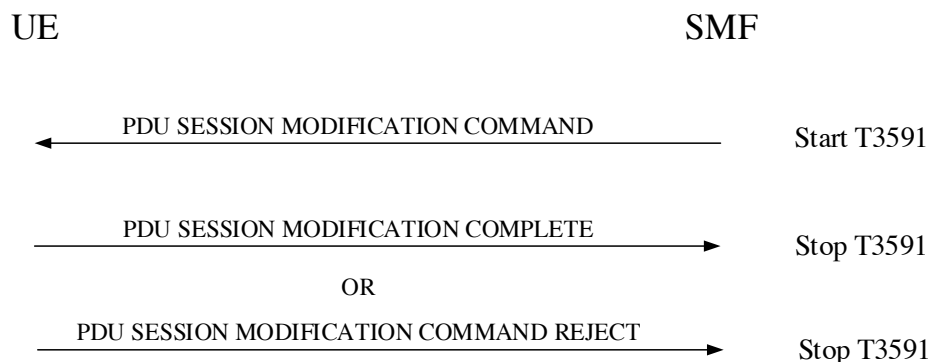 UE SMF
PDU SESSION MODIFICATION COMMAND Start T3591
PDU SESSION MODIFICATION COMPLETE Stop T3591
OR
PDU SESSION MODIFICATION COMMAND REJECT Stop T3591